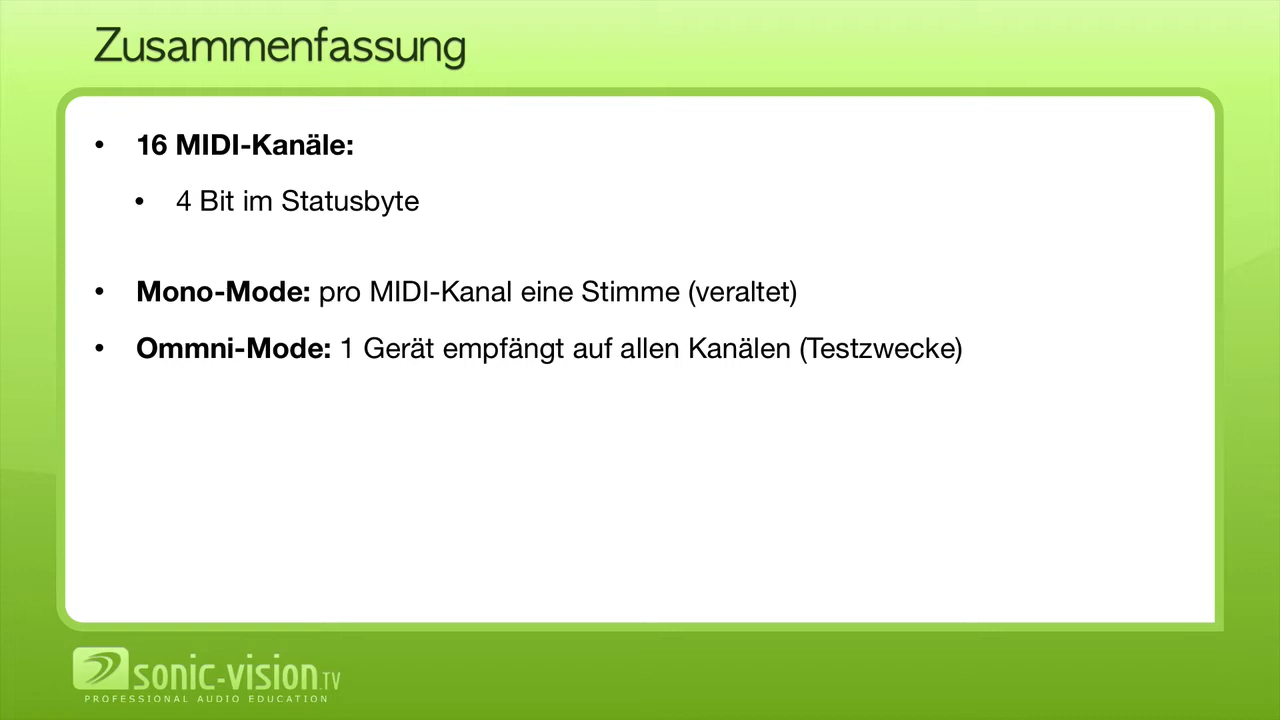 Zusammenfassung
• 16 MIDI-Kanäle:
• 4 Bit im Statusbyte
• Mono-Mode: pro MIDI-Kanal eine Stimme (veraltet)
• Ommni-Mode: 1 Gerät empfängt auf allen Kanälen (Testzwecke)
sonic-vision.TV
PROFESSIONAL AUDIO EDUCATION